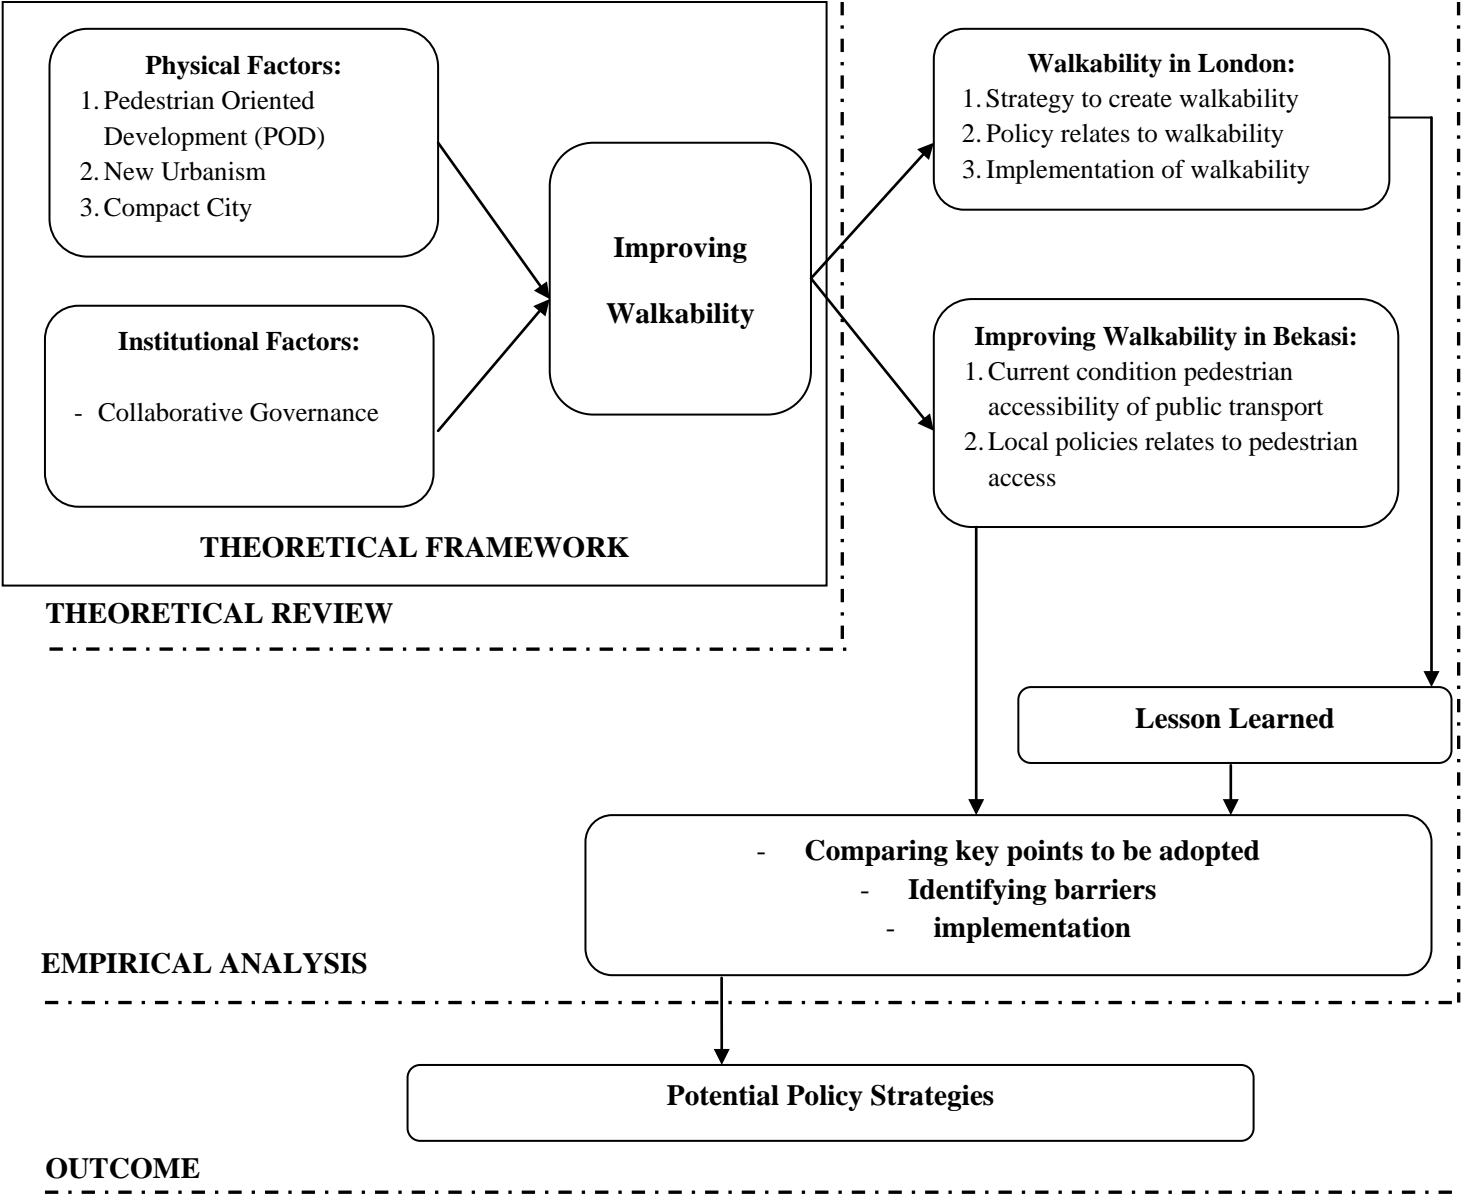 Physical Factors:
1. Pedestrian Oriented
Development (POD)
2. New Urbanism
3. Compact City
Institutional Factors:
- Collaborative Governance
Improving
Walkability
THEORETICAL FRAMEWORK
THEORETICAL REVIEW
Walkability in London:
1. Strategy to create walkability
2. Policy relates to walkability
3. Implementation of walkability
Improving Walkability in Bekasi:
1. Current condition pedestrian
accessibility of public transport
2. Local policies relates to pedestrian
access
Lesson Learned
- Comparing key points to be adopted
- Identifying barriers
- implementation
EMPIRICAL ANALYSIS
Potential Policy Strategies
OUTCOME